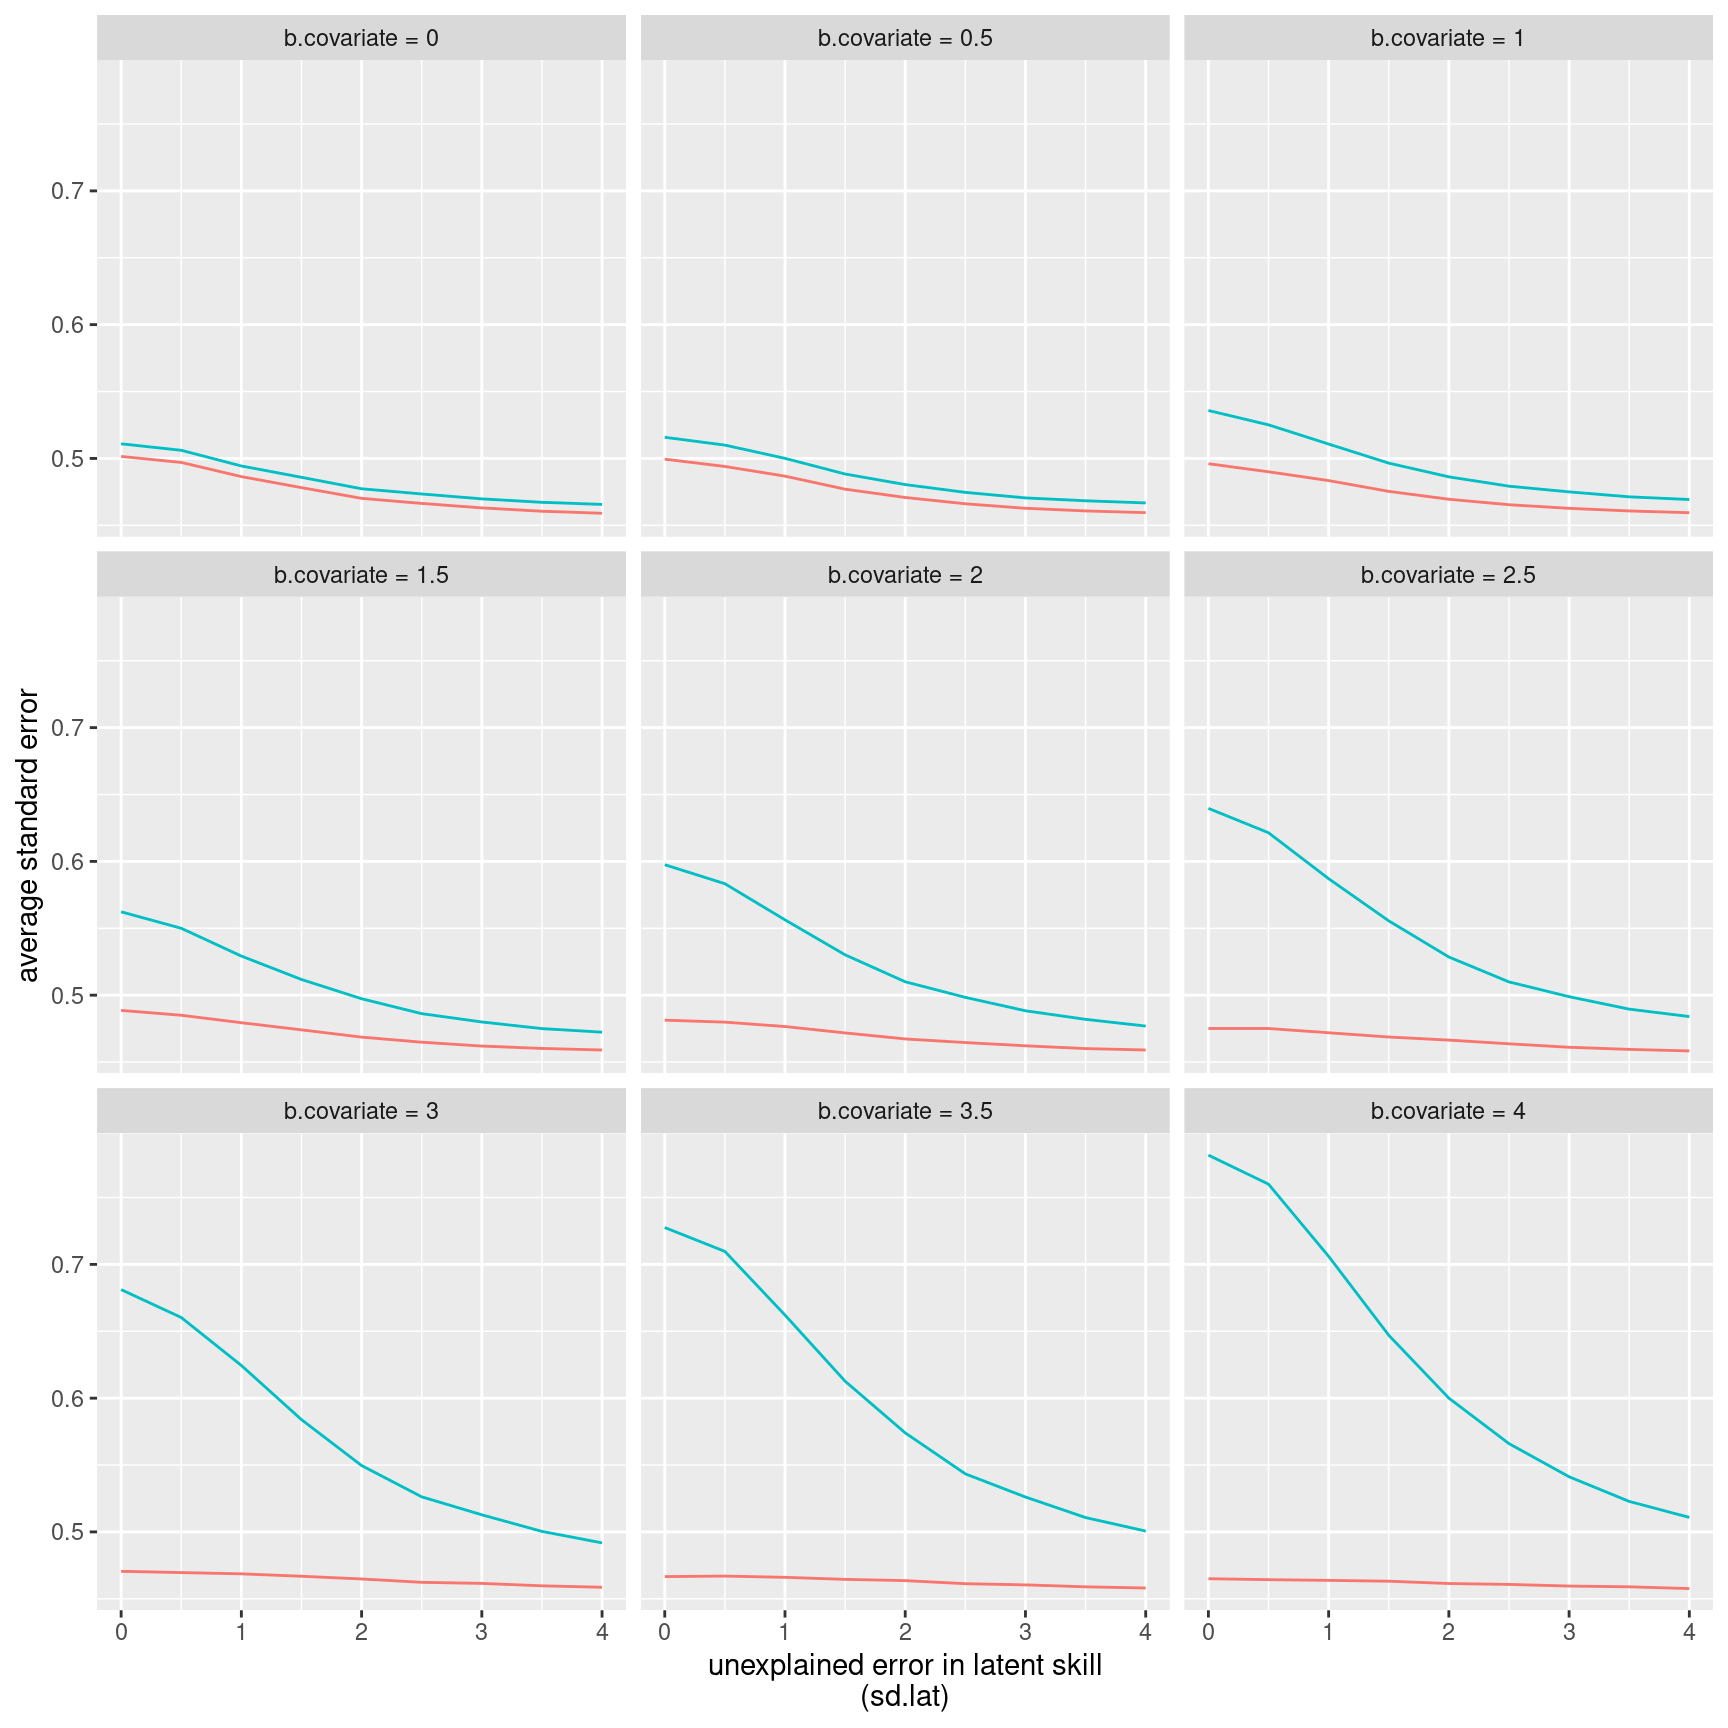 b.covariate = 0
b.covariate = 0.5
b.covariate = 1
0.7
0.6
0.5
b.covariate = 1.5
b.covariate = 2
b.covariate = 2.5
0.7
0.6
0.5
average standard error
b.covariate = 3
b.covariate = 3.5
b.covariate = 4
0.7
0.6
0.5
0 1 2 3 4
0 1 2 3 4
0 1 2 3 4
unexplained error in latent skill
(sd.lat)